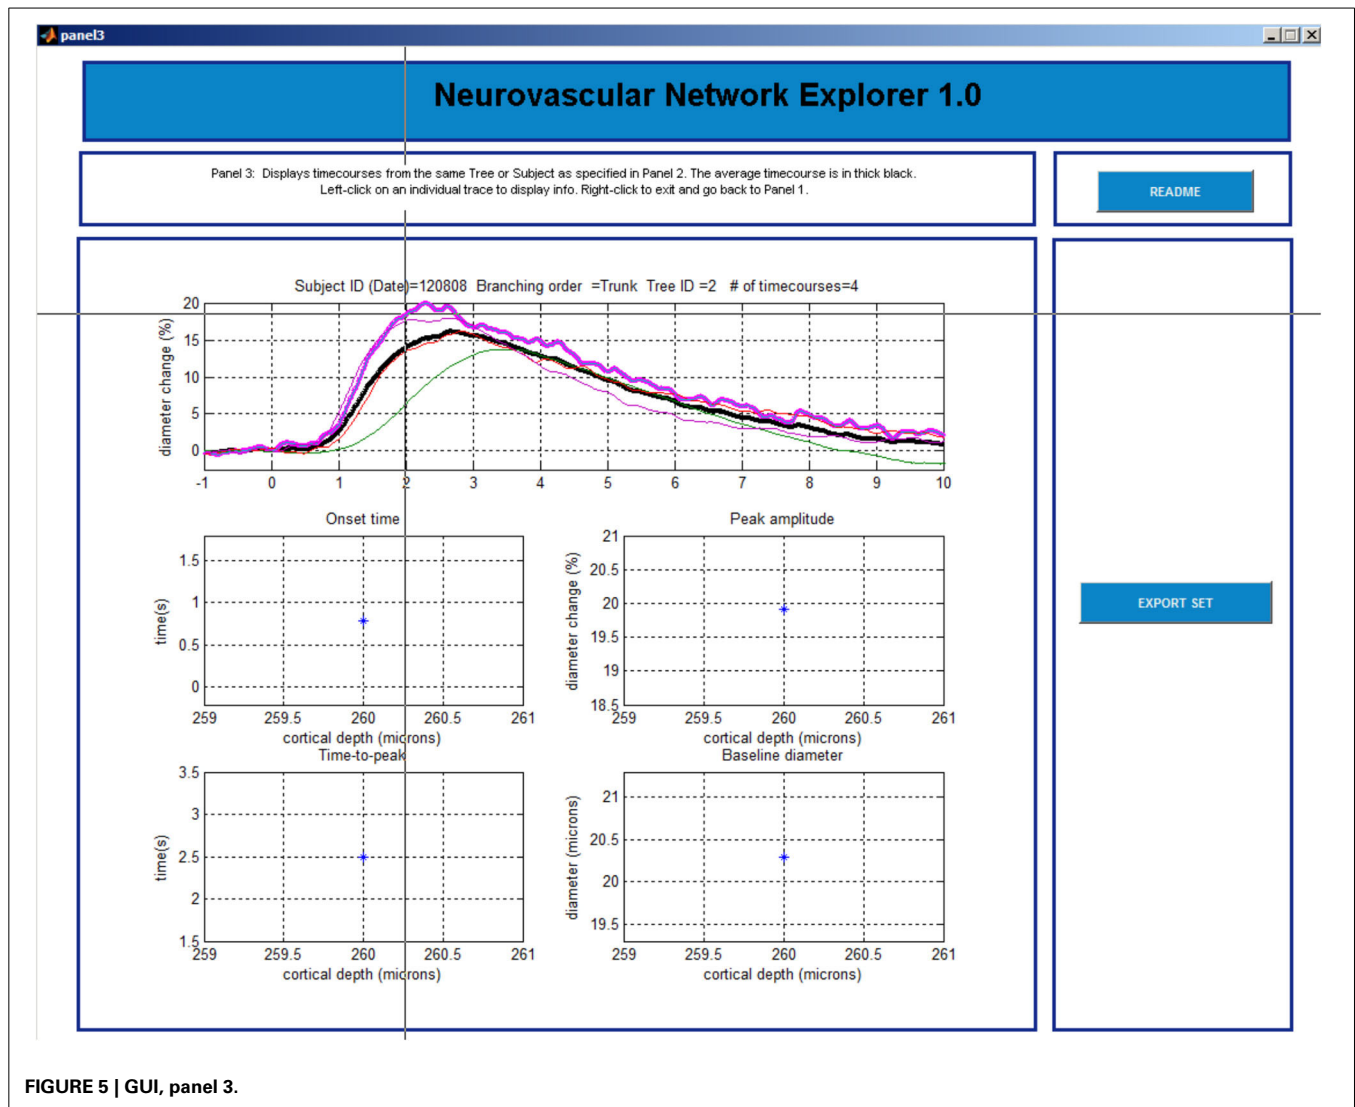 panel3
Neurovascular Network Explorer 1.0
Panel 3: Displays timecourses from the same Tree or Subject as specified in Panel 2. The average timecourse is in thick black.
Left-click on an individual trace to display info. Right-click to exit and go back to Panel 1.
README
Subject ID (Date)=120808 Branching order =Trunk Tree ID =2 # of timecourses=4
diameter change (%)
20
15
10
5
0
-1 0 1 2 3 4 5 6 7 8 9 10
Onset time
time(s)
1.5
1
0.5
0
259 259.5 260 260.5 261
cortical depth (microns)
Peak amplitude
diameter change (%)
21
20.5
20
19.5
19
18.5
259 259.5 260 260.5 261
cortical depth (microns)
EXPORT SET
Time-to-peak
time(s)
3.5
3
2.5
2
1.5
259 259.5 260 260.5 261
cortical depth (microns)
Baseline diameter
diameter (microns)
21
20.5
20
19.5
259 259.5 260 260.5 261
cortical depth (microns)
FIGURE 5 | GUI, panel 3.